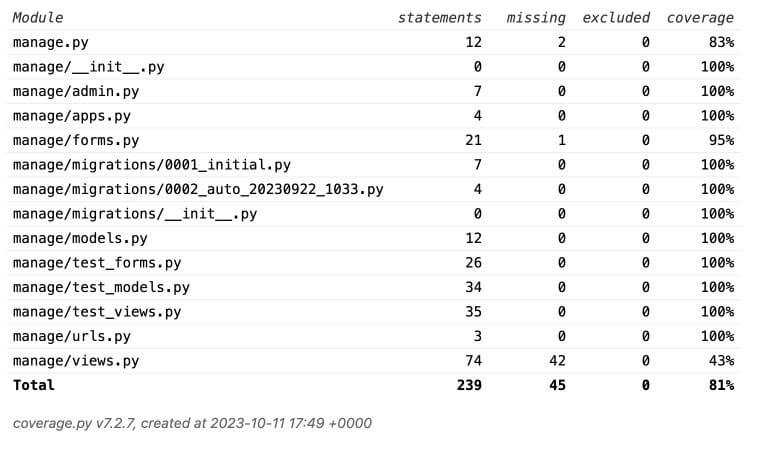 Module statements missing excluded coverage
manage.py 12 2 0 83%
manage/__init__.py 0 0 0 100%
manage/admin.py 7 0 0 100%
manage/apps.py 4 0 0 100%
manage/forms.py 21 1 0 95%
manage/migrations/0001_initial.py 7 0 0 100%
manage/migrations/0002_auto_20230922_1033.py 4 0 0 100%
manage/migrations/__init__.py 0 0 0 100%
manage/models.py 12 0 0 100%
manage/test_forms.py 26 0 0 100%
manage/test_models.py 34 0 0 100%
manage/test_views.py 35 0 0 100%
manage/urls.py 3 0 0 100%
manage/views.py 74 42 0 43%
Total 239 45 0 81%
coverage.py v7.2.7, created at 2023-10-11 17:49 +0000